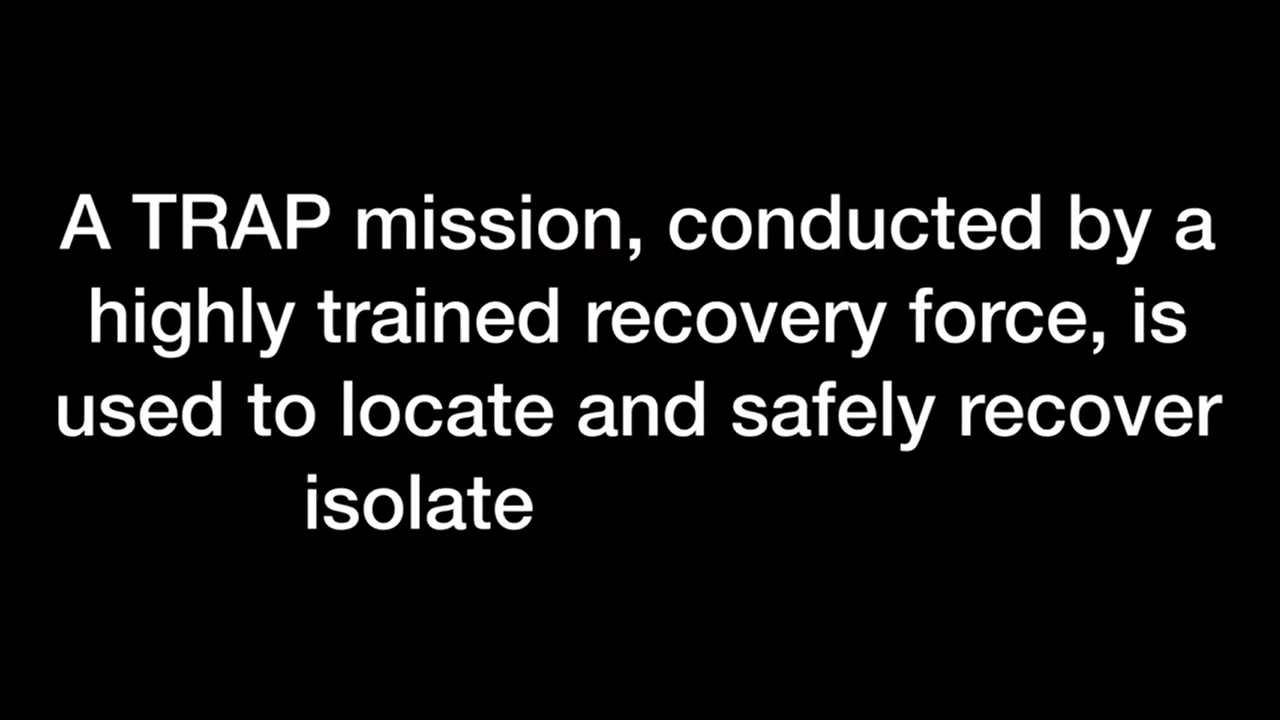 A TRAP mission, conducted by a
highly trained recovery force, is
used to locate and safely recover
isolate